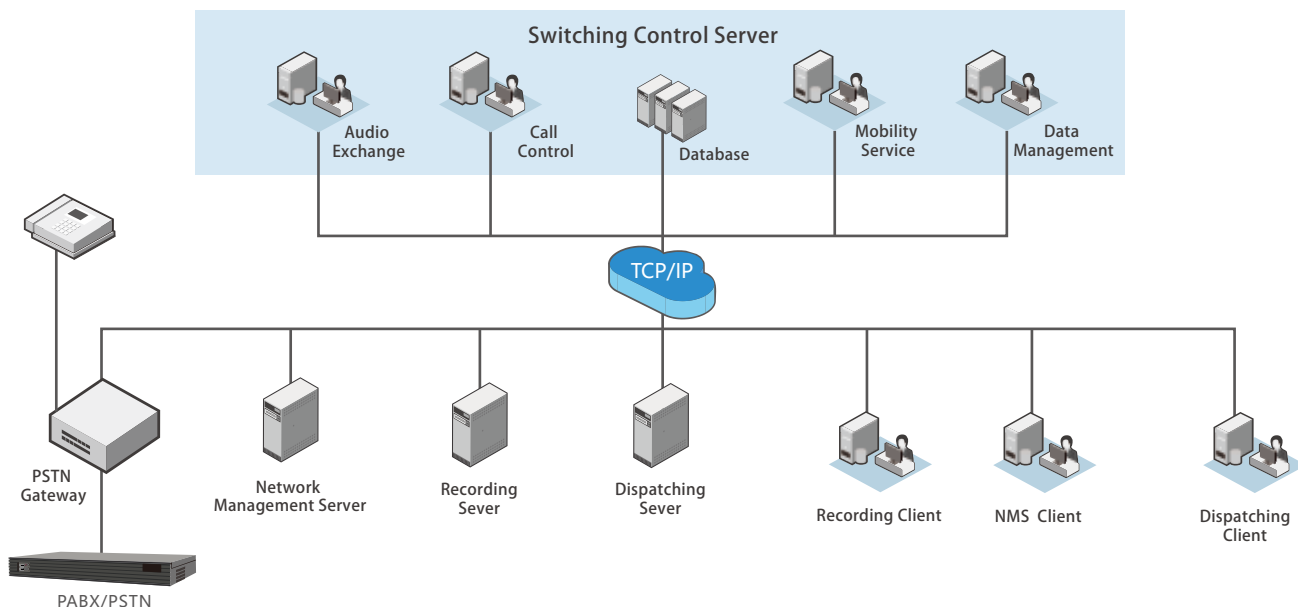 Switching Control Server
Audio
Exchange
Call
Control
Database
Mobility
Service
Data
Management
TCP/IP
PSTN
Gateway
Network
Management Server
Recording
Sever
Dispatching
Sever
Recording Client
NMS Client
Dispatching
Client
PABX/PSTN